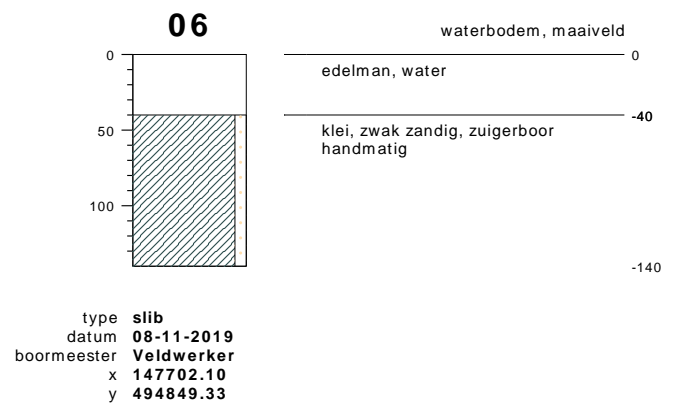 06
waterbodem, maaiveld
0
0
edelman, water
-40
50
klei, zwak zandig, zuigerboor
handmatig
100
-140
type slib
datum 08-11-2019
boormeester Veldwerker
x 147702.10
y 494849.33